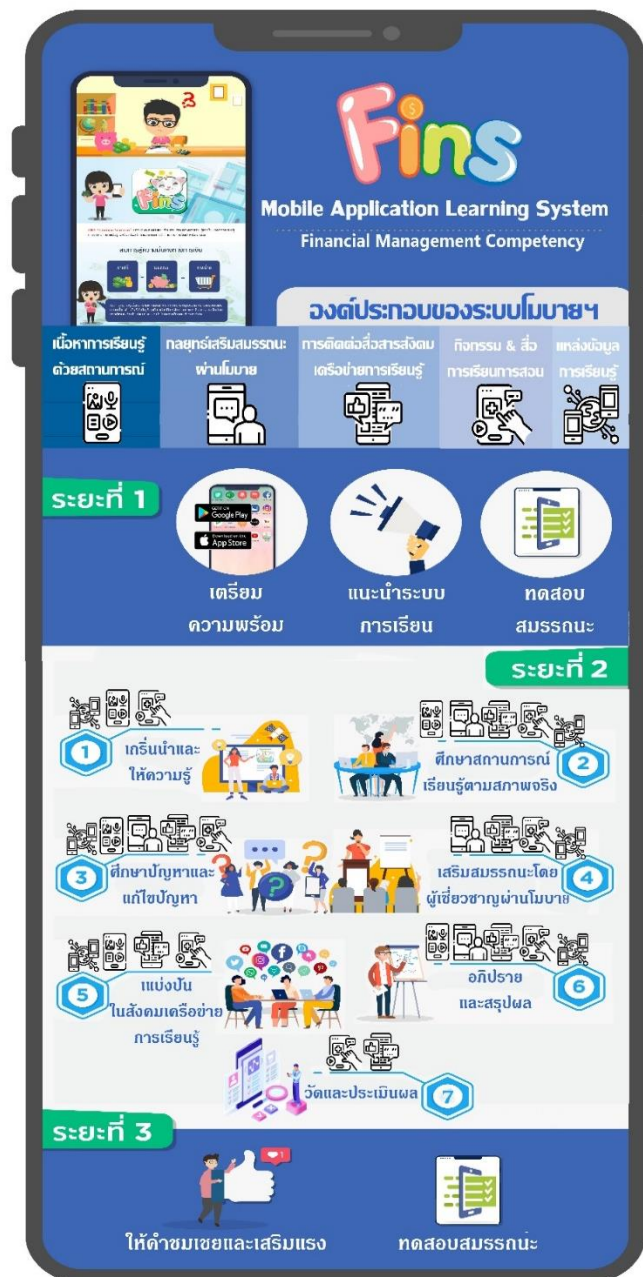 Fins
Mobile Application Learning System
Financial Management Competency
องค์ประกอบของระบบโมบายฯ
เนื้อหาการเรียนรู้
ด้วยสถานการณ์
กลยุทธ์เสริมสมรรถนะ
ผ่านโมบาย
การติดต่อสื่อสารสังคม
เครือข่ายการเรียนรู้
กิจกรรม & สื่อ
การเรียนการสอน
แหล่งข้อมูล
การเรียนรู้
ระยะที่ 1
GET IT ON
Google Play
App Store
เตรียม
ความพร้อม
แนะนำระบบ
การเรียน
ทดสอบ
สมรรถนะ
ระยะที่ 2
1
เกริ่นนำและ
ให้ความรู้
2
ศึกษาสถานการณ์
เรียนรู้ตามสภาพจริง
3
ศึกษาปัญหาและ
แก้ไขปัญหา
4
เสริมสมรรถนะโดย
ผู้เชี่ยวชาญผ่านโมบาย
5
แบ่งปัน
ในสังคมเครือข่าย
การเรียนรู้
6
อภิปราย
และสรุปผล
วัดและประเมินผล
7
ระยะที่ 3
1
ให้คำชมเชยและเสริมแรง
ทดสอบสมรรถนะ